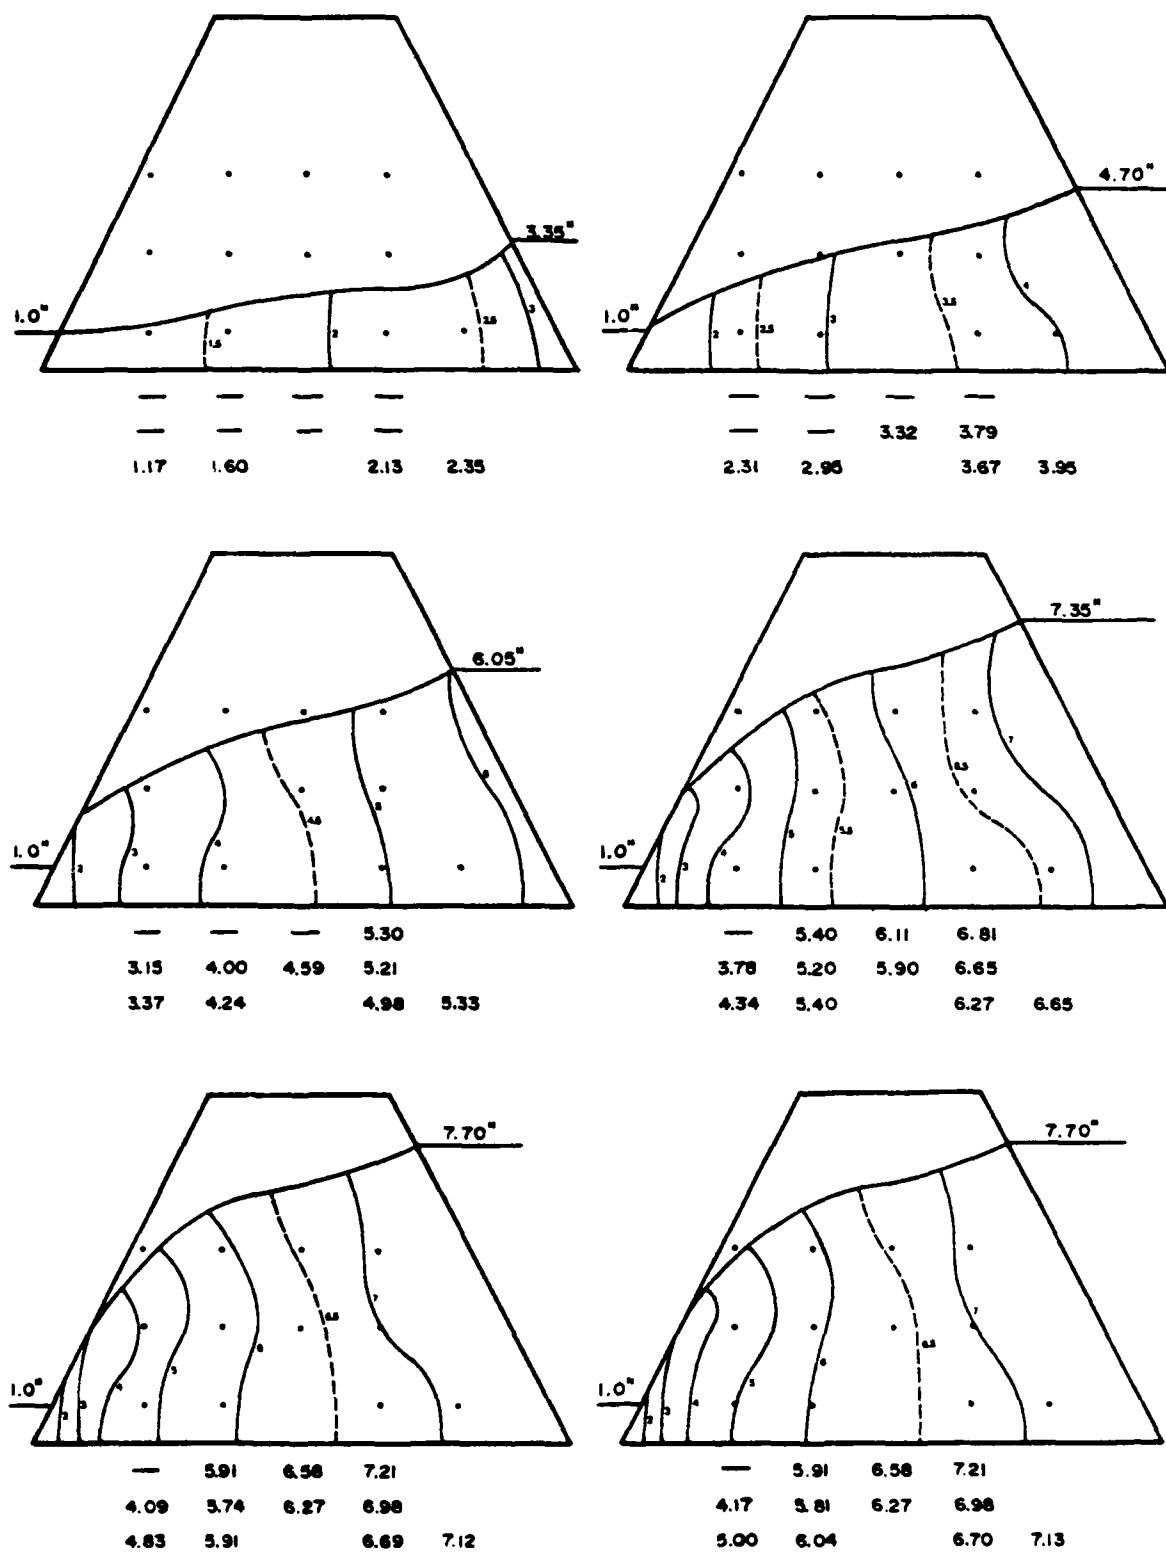 3.35"
1.0"
1.5
2
2.5
3
— — — —
— — — —
1.17 1.60 2.13 2.35
4.70"
1.0"
2
2.5
3
3.5
4
— — — —
— — 3.32 3.79
2.31 2.95 3.67 3.95
6.05"
1.0"
2
3
4
4.5
5
6
— — — 5.30
3.15 4.00 4.59 5.21
3.37 4.24 4.98 5.33
7.35"
1.0"
2
3
4
5
5.5
6
6.5
7
— 5.40 6.11 6.81
3.78 5.20 5.90 6.65
4.34 5.40 6.27 6.65
7.70"
1.0"
2
3
4
5
6
6.5
7
— 5.91 6.58 7.21
4.09 5.74 6.27 6.98
4.83 5.91 6.69 7.12
7.70"
1.0"
2
3
4
5
6
6.5
7
— 5.91 6.58 7.21
4.17 5.81 6.27 6.98
5.00 6.04 6.70 7.13